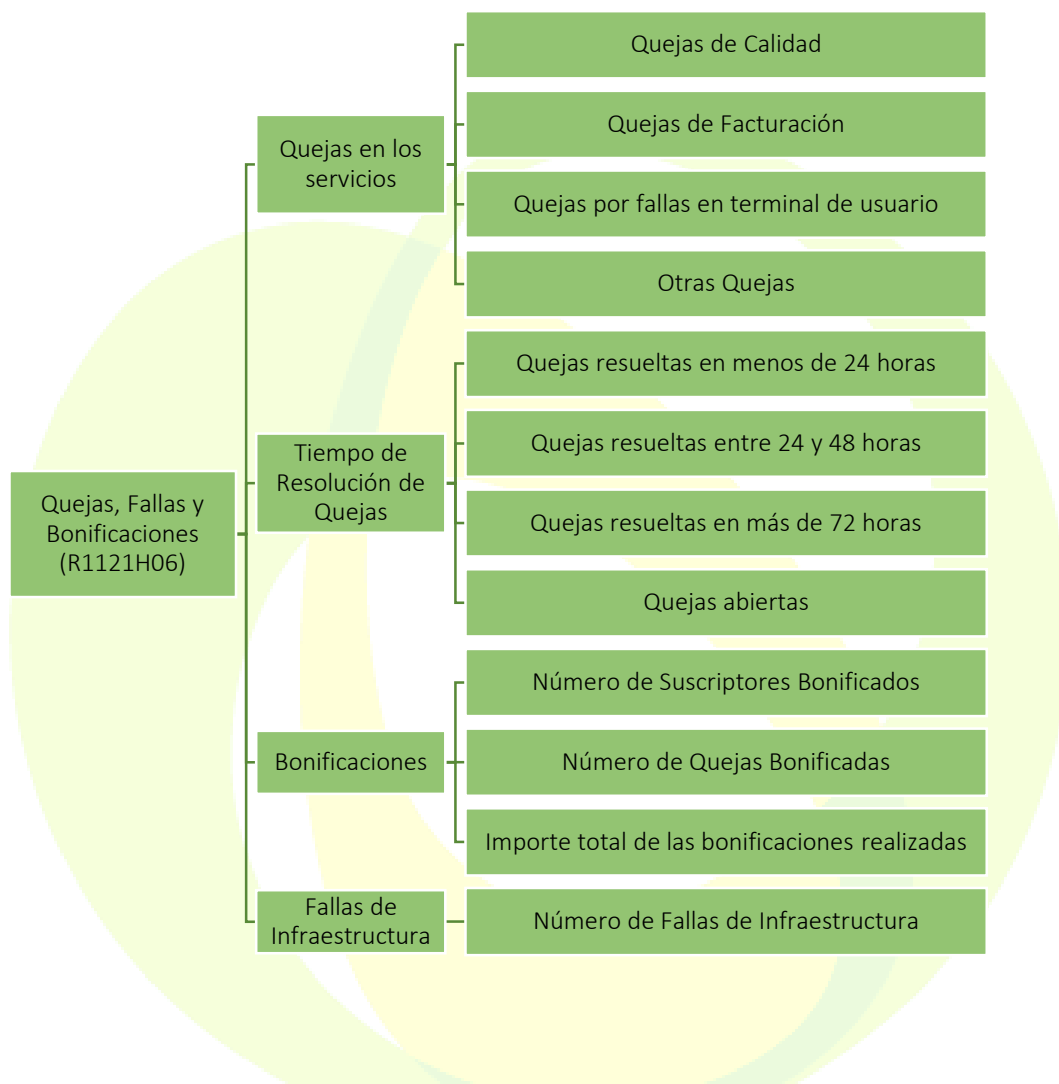 Quejas, Fallas y
Bonificaciones
(R1121H06)
Quejas en los
servicios
Quejas de Calidad
Quejas de Facturación
Quejas por fallas en terminal de usuario
Otras Quejas
Tiempo de
Resolución de
Quejas
Quejas resueltas en menos de 24 horas
Quejas resueltas entre 24 y 48 horas
Quejas resueltas en más de 72 horas
Quejas abiertas
Bonificaciones
Número de Suscriptores Bonificados
Número de Quejas Bonificadas
Importe total de las bonificaciones realizadas
Fallas de
Infraestructura
Número de Fallas de Infraestructura